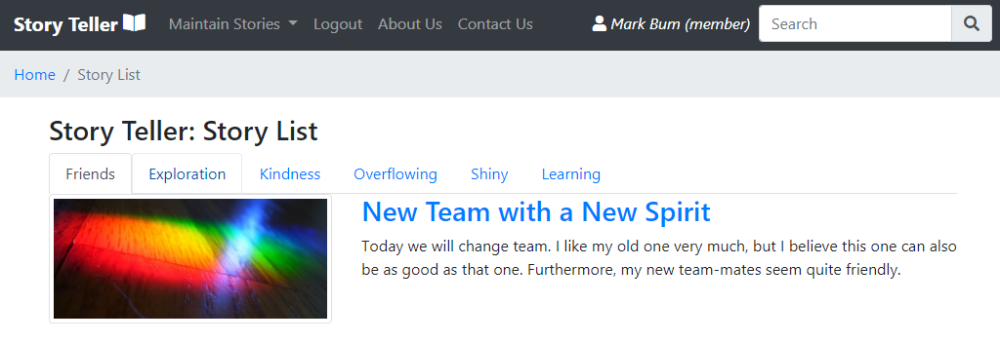 Story Teller Maintain Stories Logout About Us Contact Us Mark Bum (member) Search
Home / Story List
Story Teller: Story List
Friends Exploration Kindness Overflowing Shiny Learning
New Team with a New Spirit
Today we will change team. I like my old one very much, but I believe this one can also
be as good as that one. Furthermore, my new team-mates seem quite friendly.